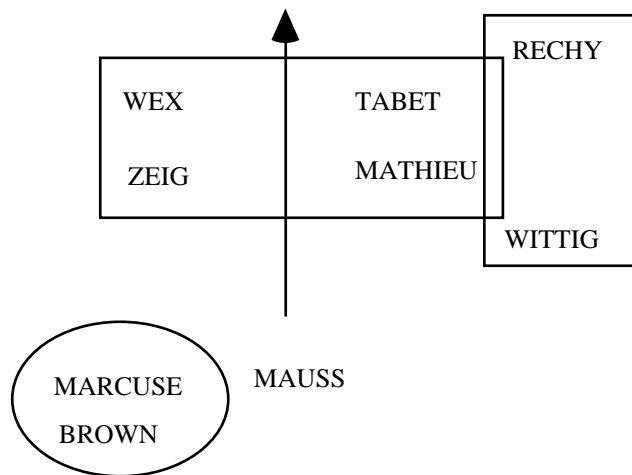 RECHY
WEX TABET
ZEIG MATHIEU
WITTIG
MAUSS
MARCUSE
BROWN